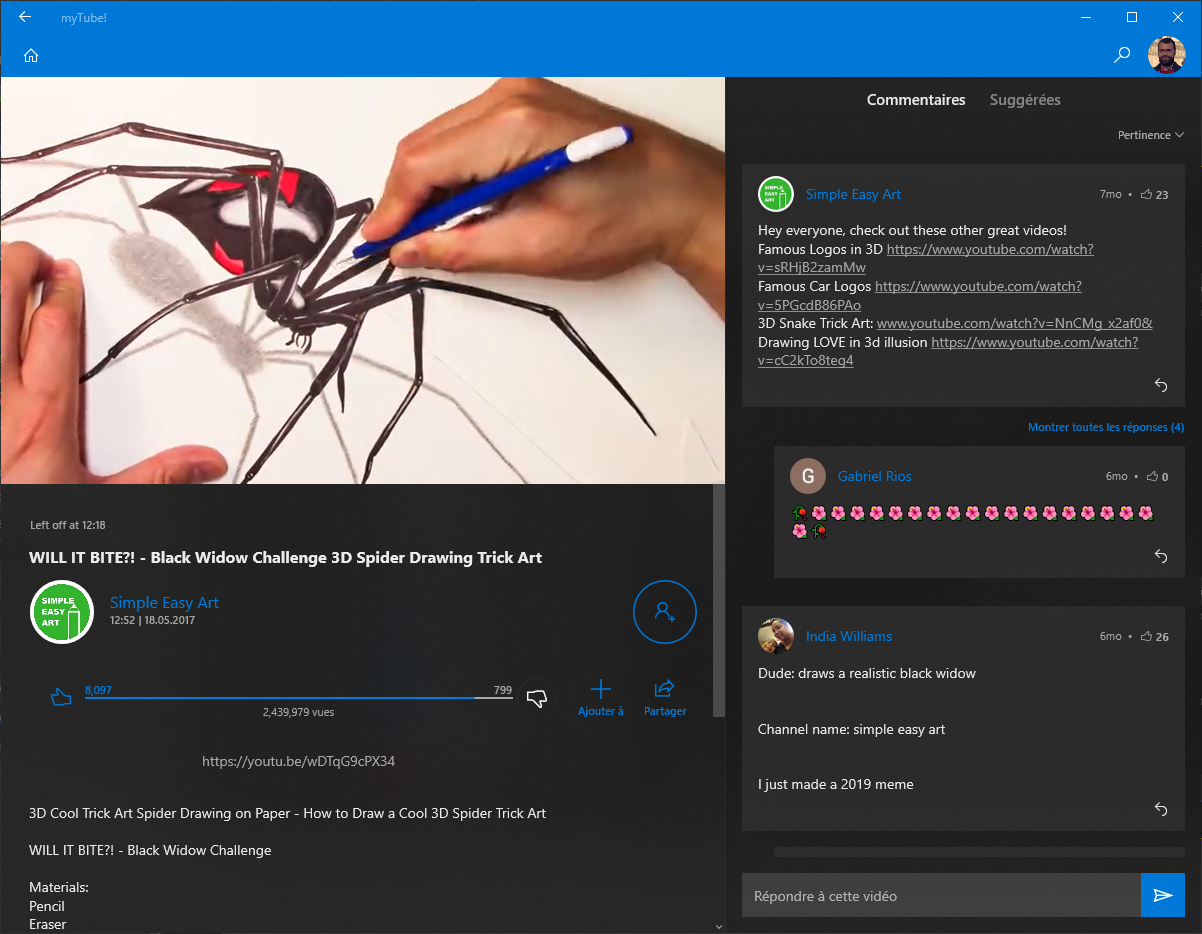 myTube!
Left off at 12:18
WILL IT BITE?! - Black Widow Challenge 3D Spider Drawing Trick Art
SIMPLE
EASY
ART
Simple Easy Art
12:52 | 18.05.2017
8,097
799
2,439,979 vues
Ajouter à
Partager
https://youtu.be/wDTqG9cPX34
3D Cool Trick Art Spider Drawing on Paper - How to Draw a Cool 3D Spider Trick Art
WILL IT BITE?! - Black Widow Challenge
Materials:
Pencil
Eraser
Commentaires Suggérées
Pertinence
SIMPLE
EASY
ART
Simple Easy Art
7mo • 23
Hey everyone, check out these other great videos!
Famous Logos in 3D https://www.youtube.com/watch?
v=sRHjB2zamMw
Famous Car Logos https://www.youtube.com/watch?
v=5PGcdB86PAo
3D Snake Trick Art: www.youtube.com/watch?v=NnCMg_x2af0&
Drawing LOVE in 3d illusion https://www.youtube.com/watch?
v=cC2kTo8teg4
Montrer toutes les réponses (4)
G
Gabriel Rios
6mo • 0
India Williams
6mo • 26
Dude: draws a realistic black widow
Channel name: simple easy art
I just made a 2019 meme
Répondre à cette vidéo